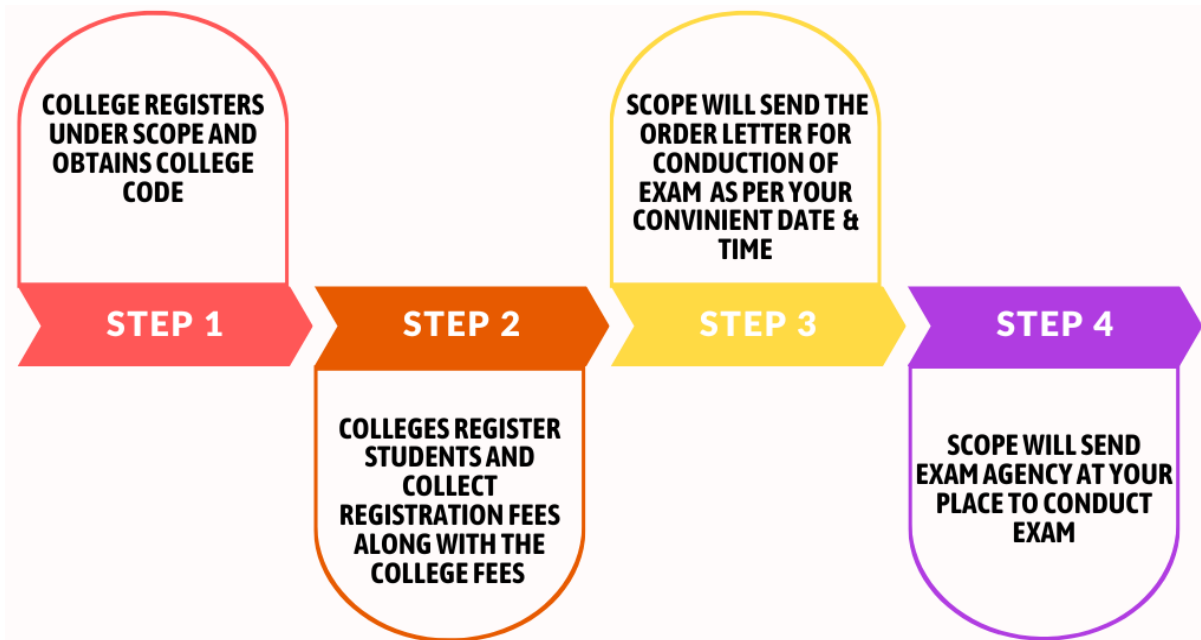 COLLEGE REGISTERS
UNDER SCOPE AND
OBTAINS COLLEGE
CODE
STEP 1
STEP 2
COLLEGES REGISTER
STUDENTS AND
COLLECT
REGISTRATION FEES
ALONG WITH THE
COLLEGE FEES
SCOPE WILL SEND THE
ORDER LETTER FOR
CONDUCTION OF
EXAM AS PER YOUR
CONVINIENT DATE &
TIME
STEP 3
STEP 4
SCOPE WILL SEND
EXAM AGENCY AT YOUR
PLACE TO CONDUCT
EXAM